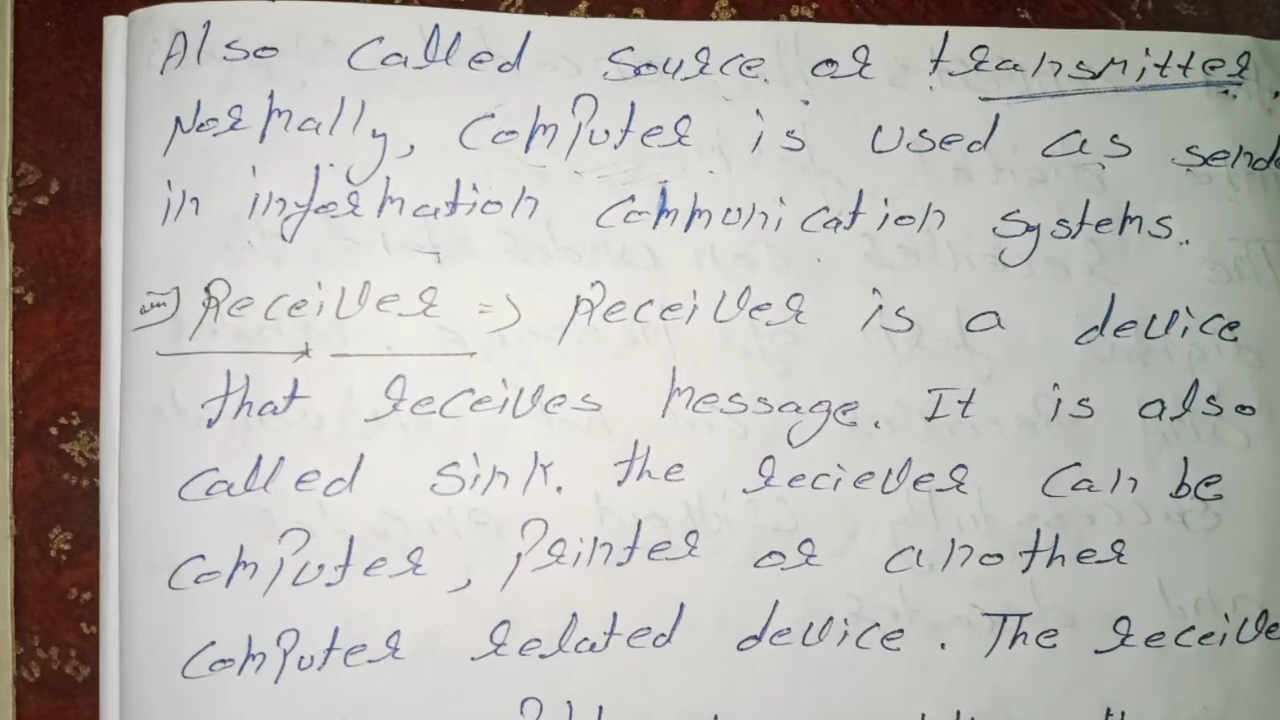 Also called source or transmitter.
Normally, computer is used as send
in information communication systems.
Receiver => Receiver is a device
that receives message. It is also
called sink. the reciever can be
computer, printer or another
computer related device. The receive